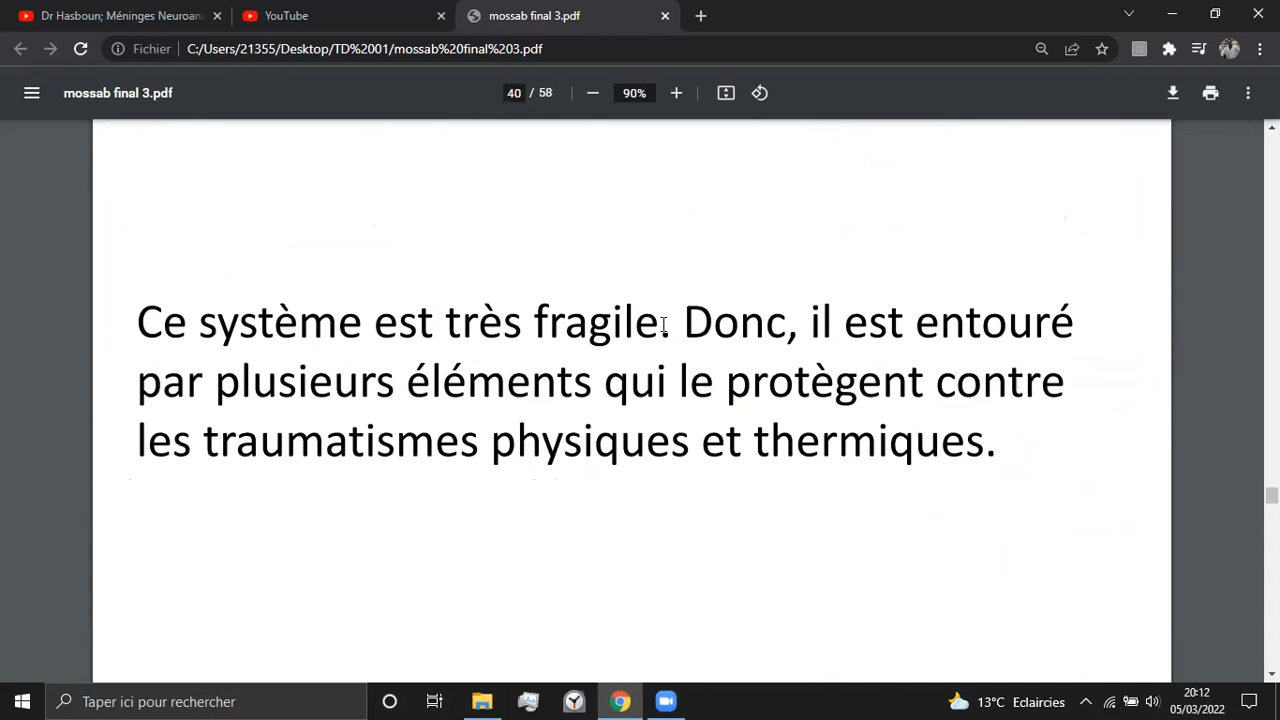 Dr Hasboun; Méninges Neuroana
YouTube
mossab final 3.pdf
Fichier
C:/Users/21355/Desktop/TD%2001/mossab%20final%203.pdf
mossab final 3.pdf
40 / 58
90%
Ce système est très fragile. Donc, il est entouré
par plusieurs éléments qui le protègent contre
les traumatismes physiques et thermiques.
Taper ici pour rechercher
13°C Eclaircies
20:12
05/03/2022